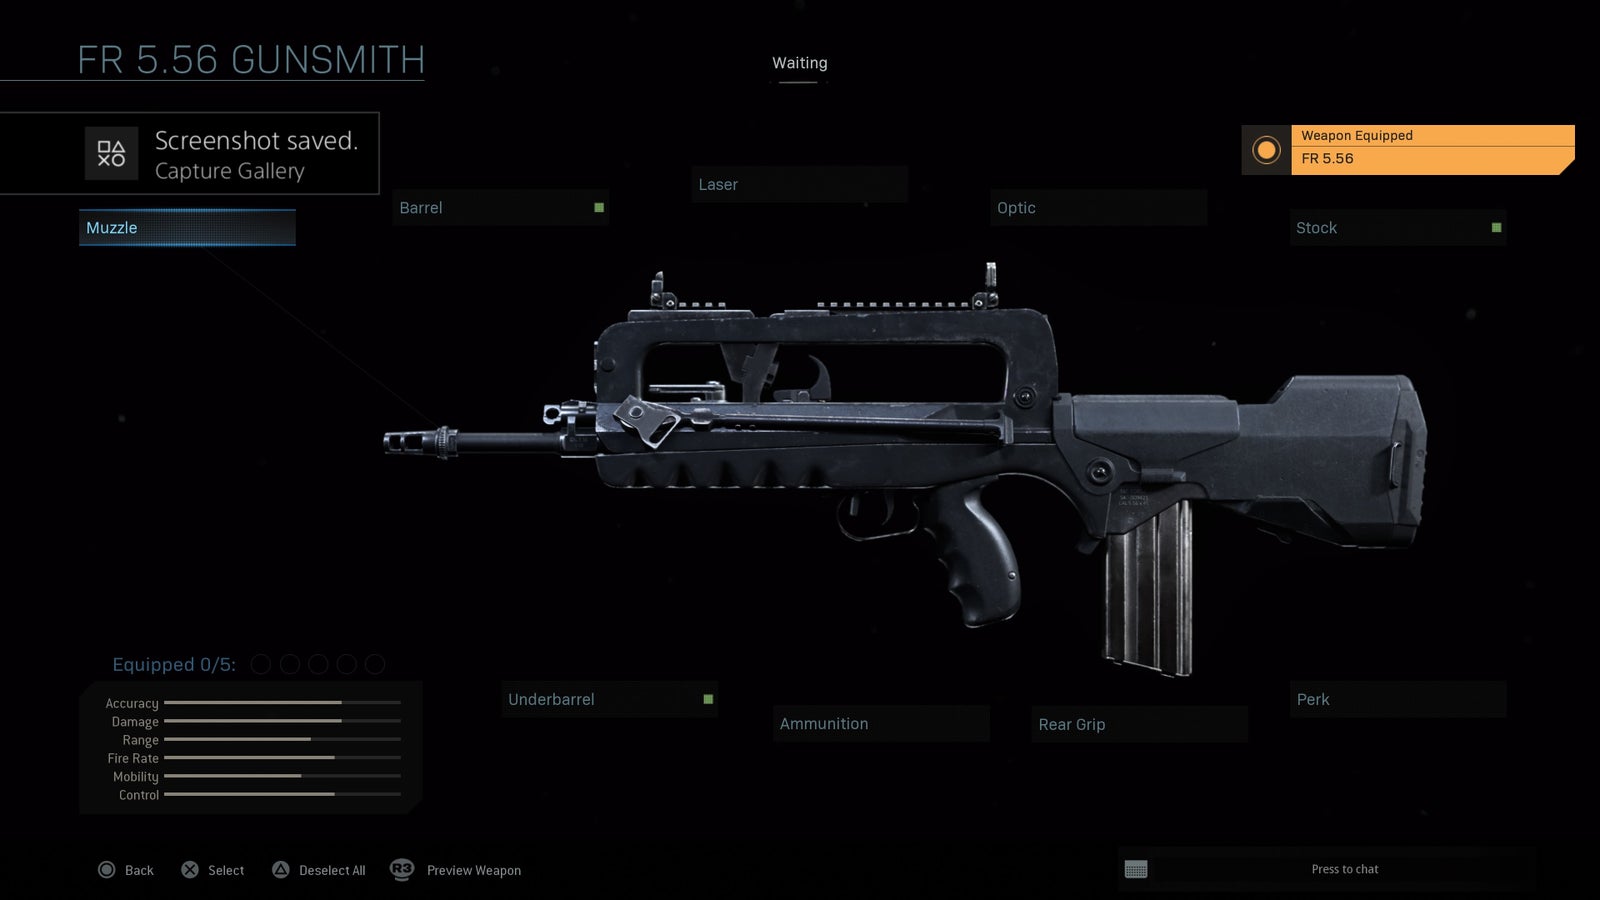 FR 5.56 GUNSMITH
Waiting
Screenshot saved.
Capture Gallery
Weapon Equipped
FR 5.56
Muzzle
Barrel
Laser
Optic
Stock
Equipped 0/5:
Accuracy
Damage
Range
Fire Rate
Mobility
Control
Underbarrel
Ammunition
Rear Grip
Perk
Back
Select
Deselect All
R3
Preview Weapon
Press to chat